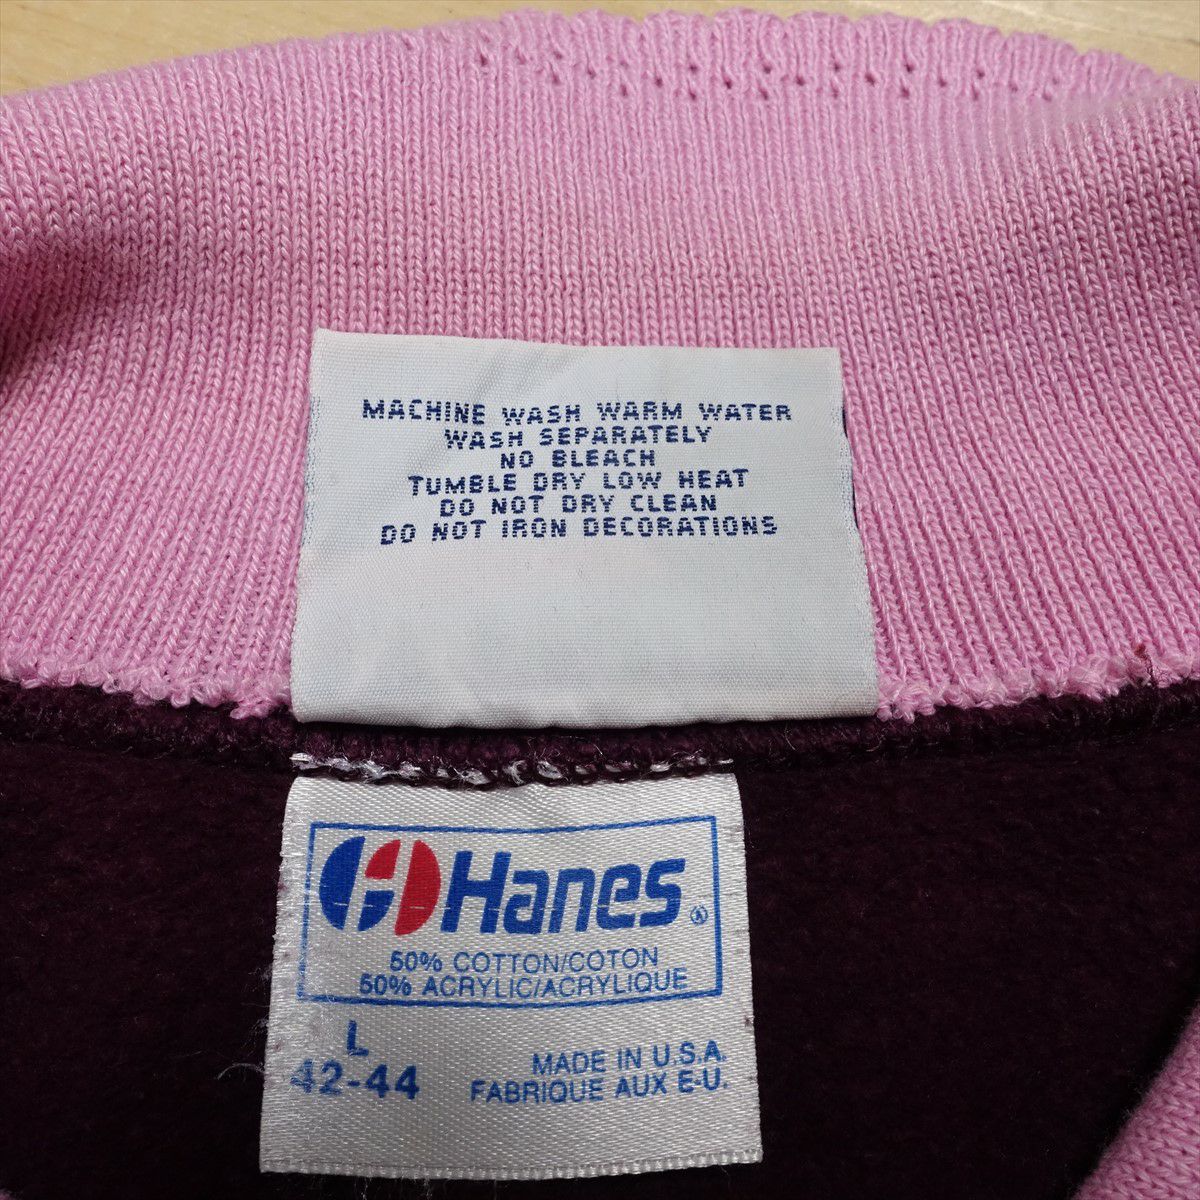 MACHINE WASH WARM WATER
WASH SEPARATELY
NO BLEACH
TUMBLE DRY LOW HEAT
DO NOT DRY CLEAN
DO NOT IRON DECORATIONS
Hanes®
50% COTTON/COTON
50% ACRYLIC/ACRYLIQUE
L
42-44
MADE IN U.S.A.
FABRIQUE AUX E-U.